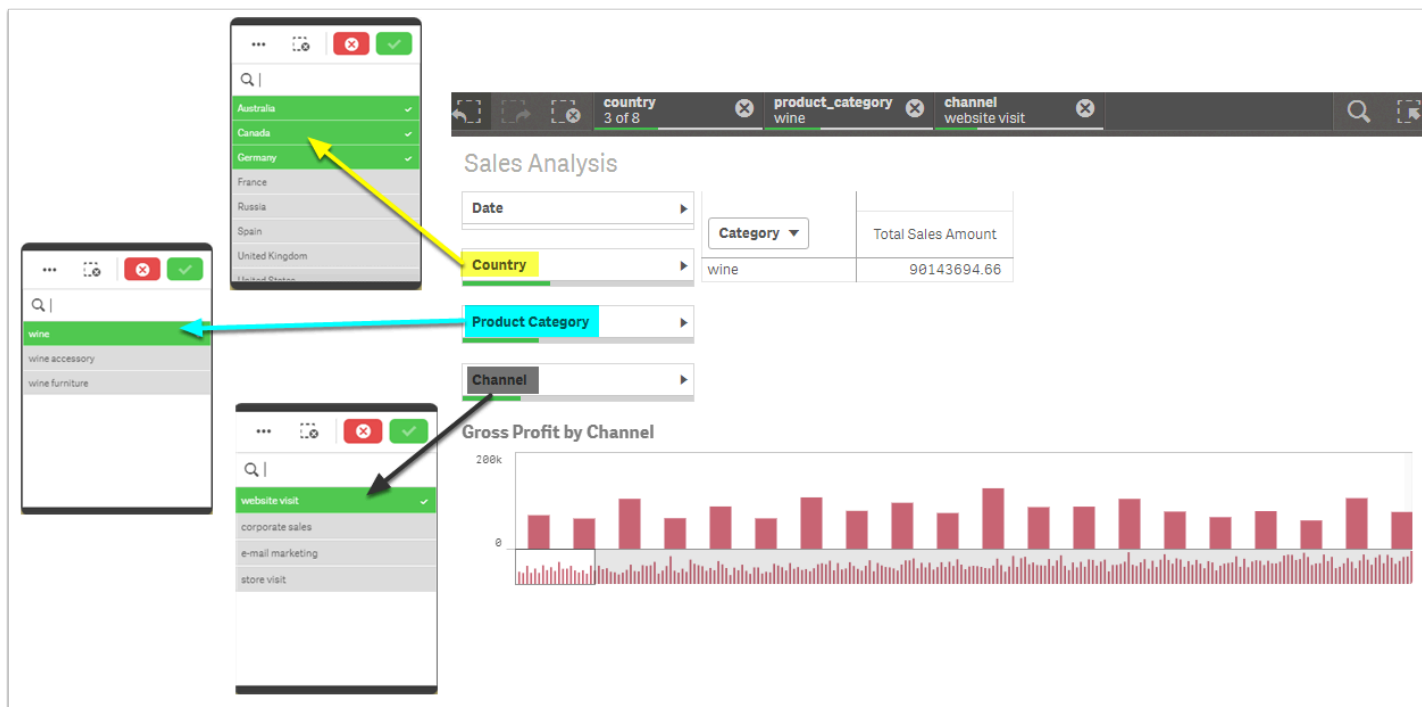 Australia
Canada
Germany
France
Russia
Spain
United Kingdom
United States
wine
wine accessory
wine furniture
website visit
corporate sales
e-mail marketing
store visit
country
3 of 8
product_category
wine
channel
website visit
Sales Analysis
Date
Country
Product Category
Channel
Category
Total Sales Amount
wine
90143694.66
Gross Profit by Channel
200k
0